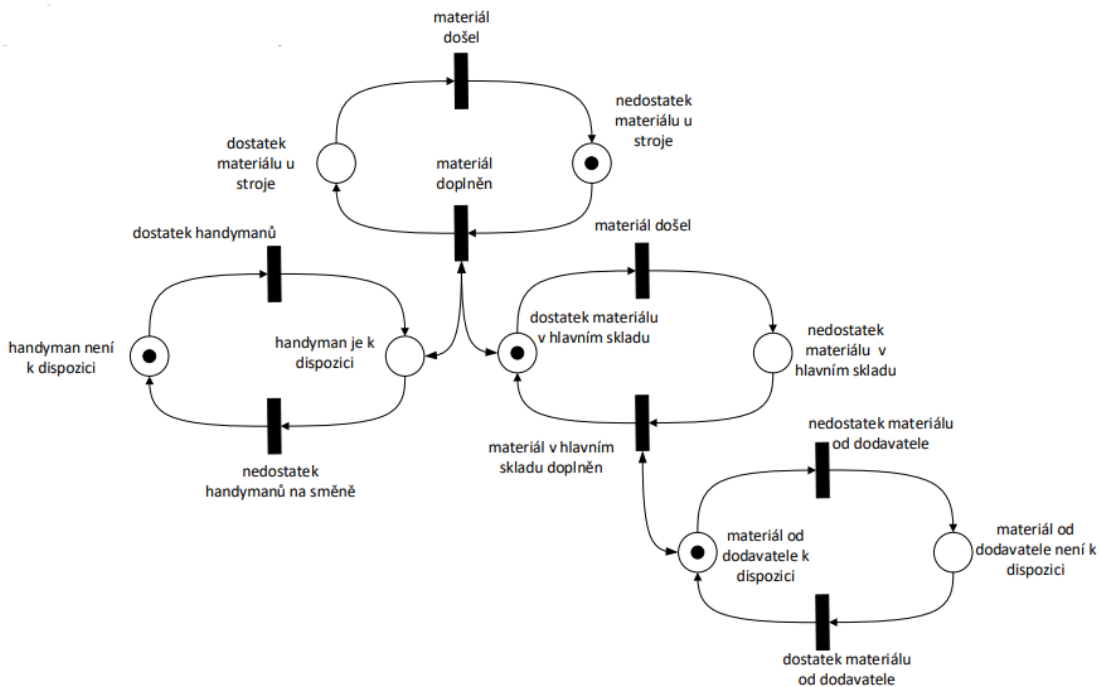 materiál
došel
nedostatek
materiálu u
stroje
dostatek
materiálu u
stroje
materiál
doplněn
dostatek handymanů
materiál došel
handyman není
k dispozici
handyman je k
dispozici
dostatek materiálu
v hlavním skladu
nedostatek
materiálu v
hlavním skladu
nedostatek
handymanů na směně
materiál v hlavním
skladu doplněn
nedostatek materiálu
od dodavatele
materiál od
dodavatele k
dispozici
materiál od
dodavatele není k
dispozici
dostatek materiálu
od dodavatele